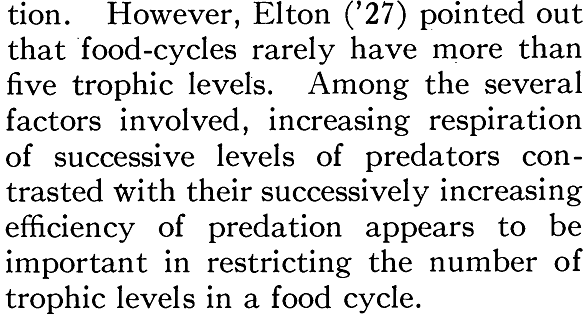 tion. However, Elton ('27) pointed out
that food-cycles rarely have more than
five trophic levels. Among the several
factors involved, increasing respiration
of successive levels of predators con-
trasted with their successively increasing
efficiency of predation appears to be
important in restricting the number of
trophic levels in a food cycle.